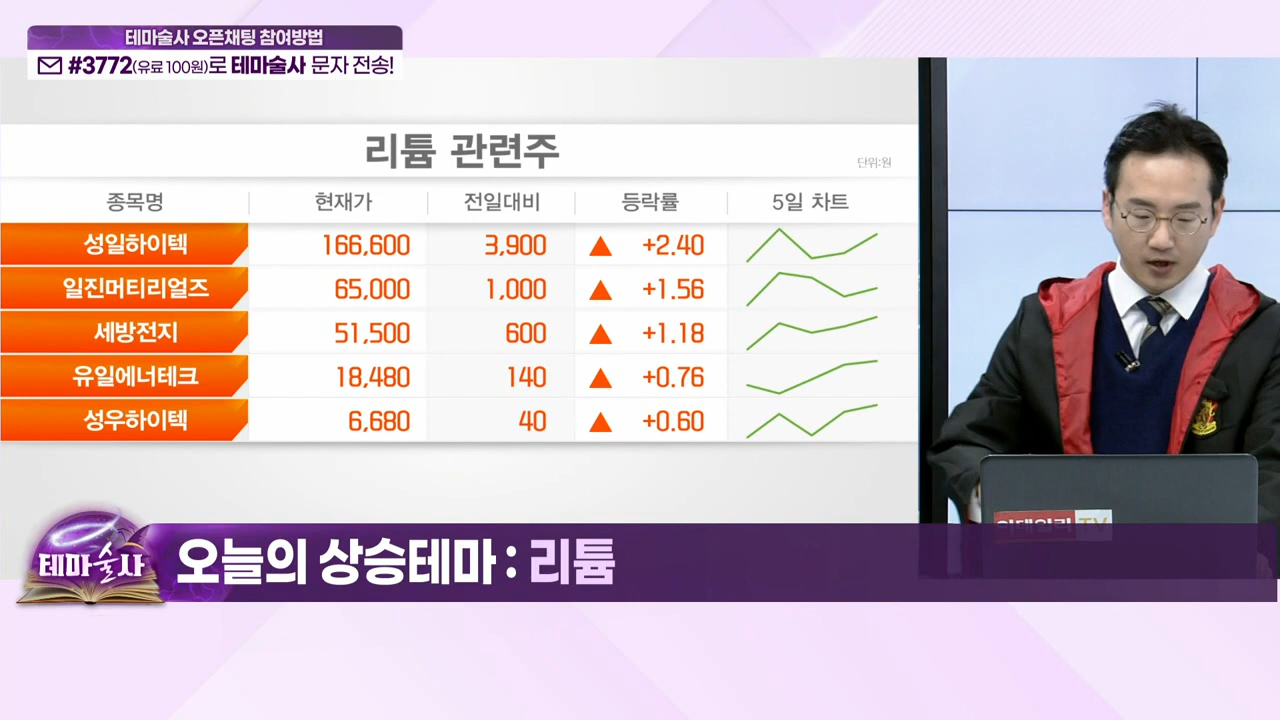 테마술사 오픈채팅 참여방법
#3772(유료 100원)로 테마술사 문자 전송!
리튬 관련주
단위:원
종목명 현재가 전일대비 등락률 5일 차트
성일하이텍 166,600 3,900 ▲ +2.40
일진머티리얼즈 65,000 1,000 ▲ +1.56
세방전지 51,500 600 ▲ +1.18
유일에너테크 18,480 140 ▲ +0.76
성우하이텍 6,680 40 ▲ +0.60
이데일리 TV
테마술사
오늘의 상승테마 : 리튬